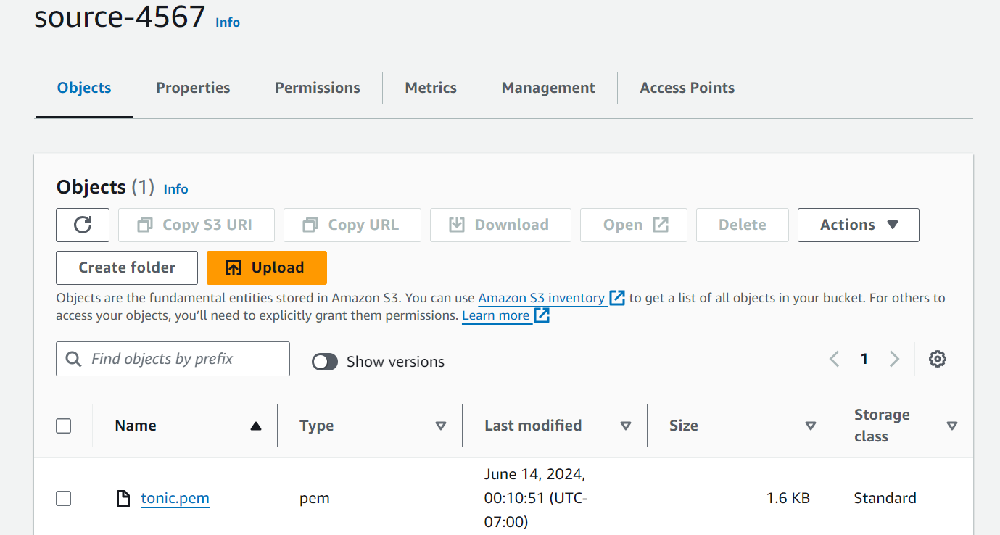 source-4567 Info
Objects Properties Permissions Metrics Management Access Points
Objects (1) Info
Copy S3 URI Copy URL Download Open Delete Actions
Create folder Upload
Objects are the fundamental entities stored in Amazon S3. You can use Amazon S3 inventory to get a list of all objects in your bucket. For others to
access your objects, you’ll need to explicitly grant them permissions. Learn more
Find objects by prefix Show versions 1
Name Type Last modified Size Storage
class
tonic.pem pem June 14, 2024,
00:10:51 (UTC-
07:00) 1.6 KB Standard